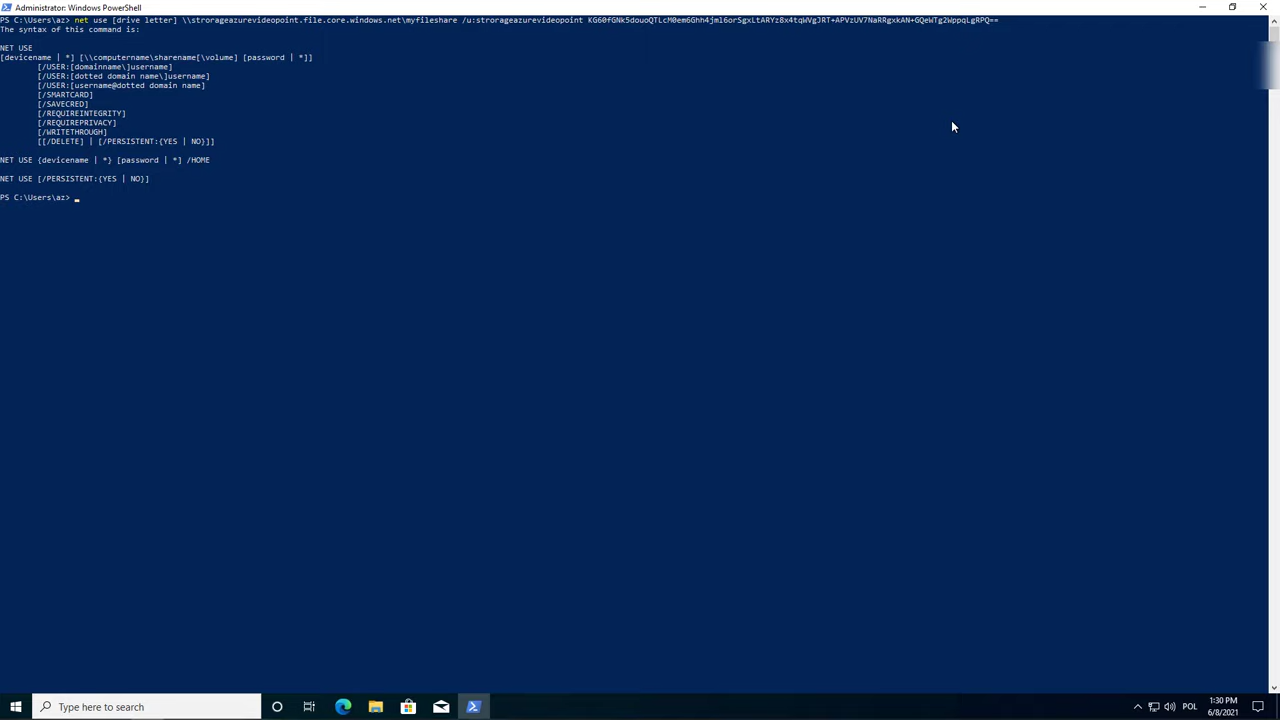 Administrator: Windows PowerShell
PS C:\Users\az> net use [drive letter] \\strorageazurevideopoint.file.core.windows.net\myfileshare /u:strorageazurevideopoint KG60fGNk5douoQTLcM0em6Ghh4jml6orSgxLtARYz8x4tqWVgJRT+APVzUV7NaRRgxkAN+GQeWTg2WppqLgRPQ==
The syntax of this command is:
NET USE
[devicename | *] [\\computername\sharename[\volume] [password | *]]
[/USER:[domainname\]username]
[/USER:[dotted domain name\]username]
[/USER:[username@dotted domain name]
[/SMARTCARD]
[/SAVECRED]
[/REQUIREINTEGRITY]
[/REQUIREPRIVACY]
[/WRITETHROUGH]
[[/DELETE] | [/PERSISTENT:{YES | NO}]]
NET USE {devicename | *} [password | *] /HOME
NET USE [/PERSISTENT:{YES | NO}]
PS C:\Users\az>
Type here to search
POL
1:30 PM
6/8/2021